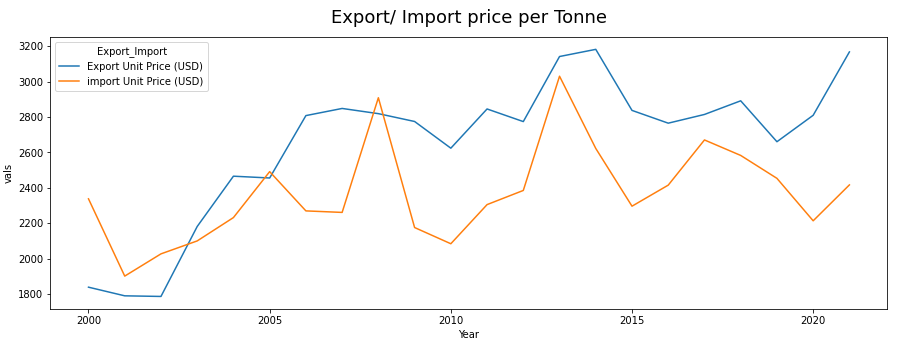 Export/ Import price per Tonne
Export_Import
Export Unit Price (USD)
import Unit Price (USD)
3200
3000
2800
2600
2400
2200
2000
1800
vals
2000
2005
2010
2015
2020
Year